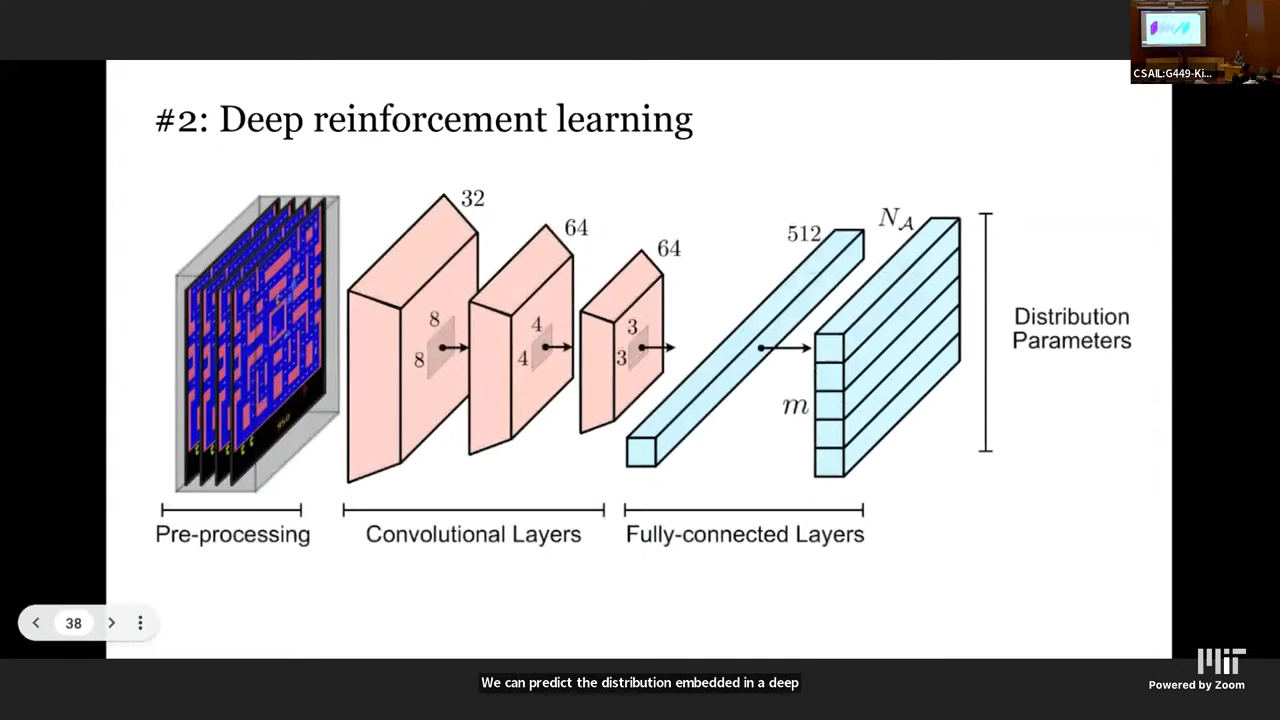 CSAIL:G449-Ki...
#2: Deep reinforcement learning
32
64
64
512
N_A
8
8
4
4
3
3
m
Distribution
Parameters
Pre-processing
Convolutional Layers
Fully-connected Layers
38
We can predict the distribution embedded in a deep
MIT
Powered by Zoom